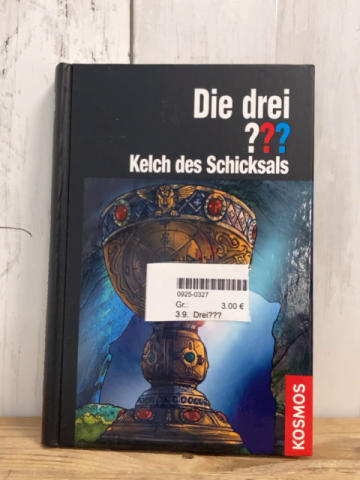 Die drei
???
Kelch des Schicksals
0925-0327
Gr.: 3.00 €
3.9. Drei???
KOSMOS